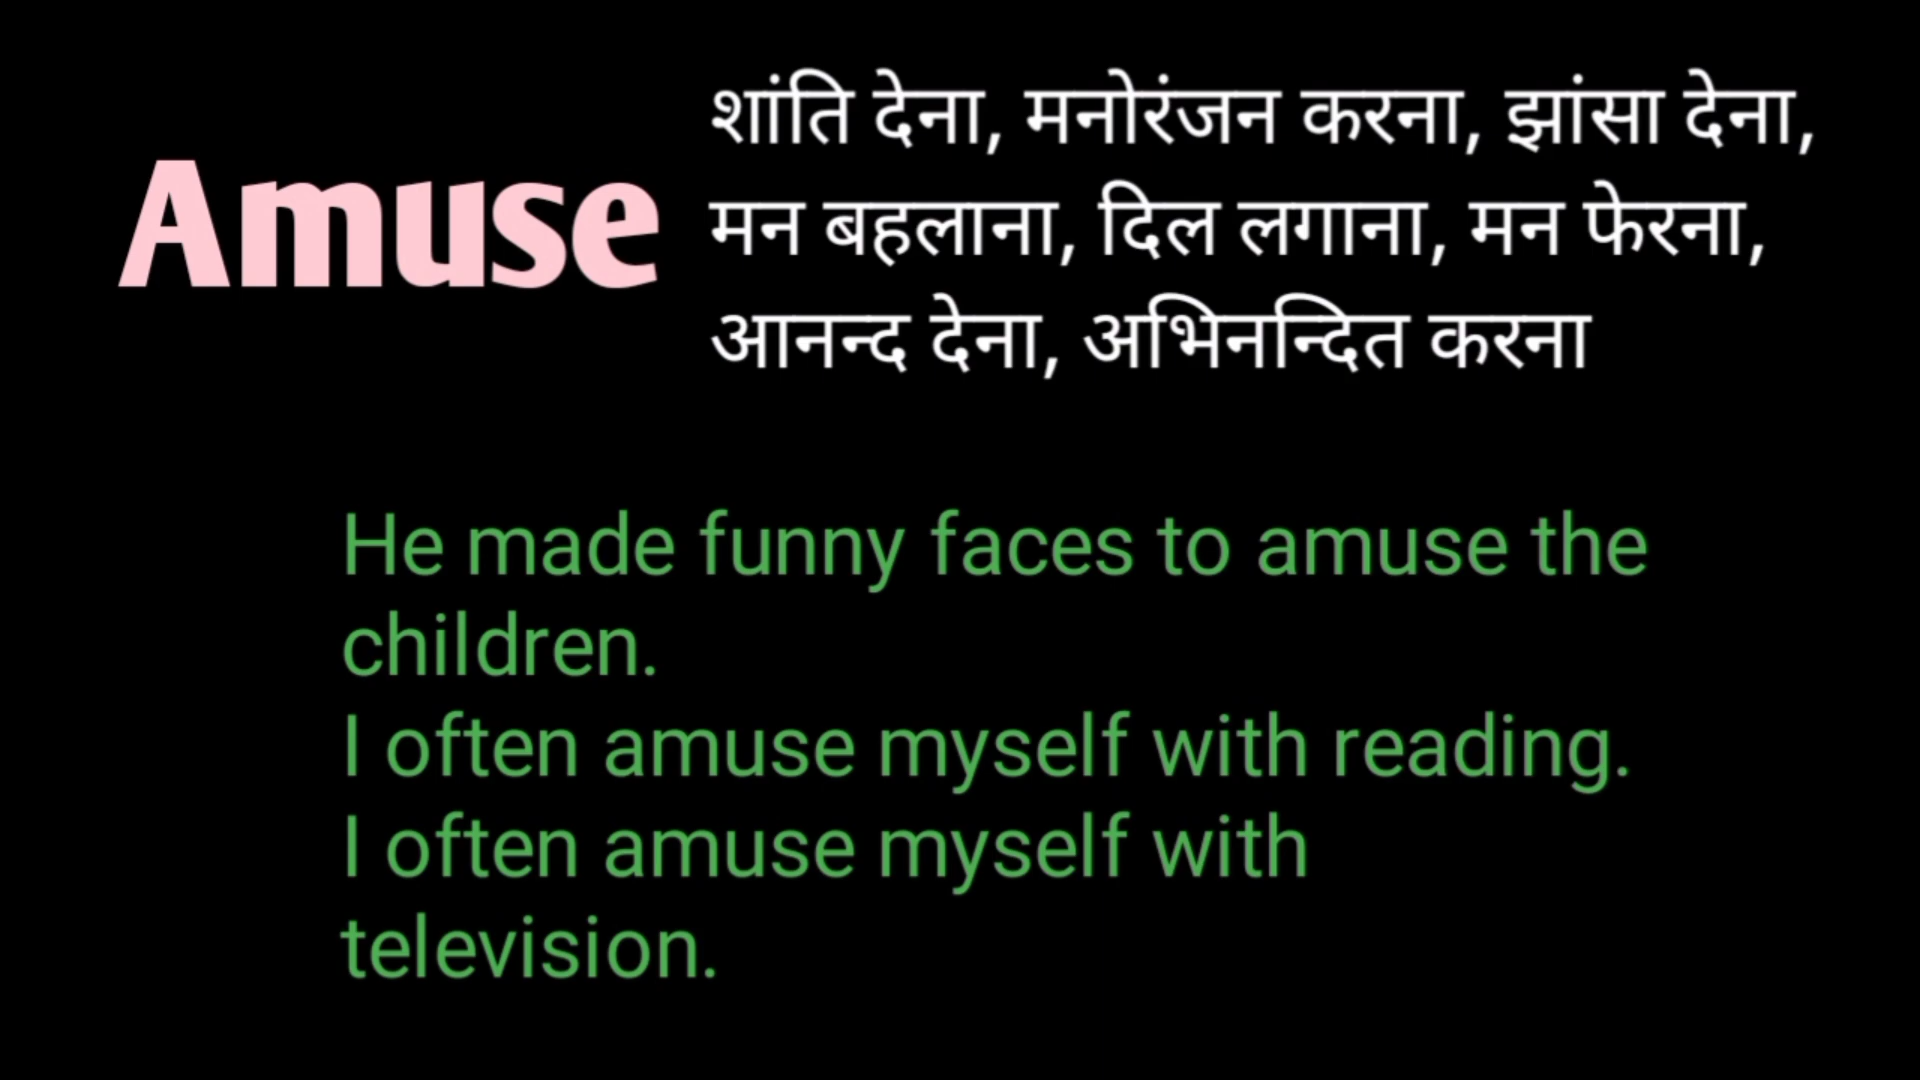 Amuse
शांति देना, मनोरंजन करना, झांसा देना,
मन बहलाना, दिल लगाना, मन फेरना,
आनन्द देना, अभिनन्दित करना
He made funny faces to amuse the
children.
I often amuse myself with reading.
I often amuse myself with
television.